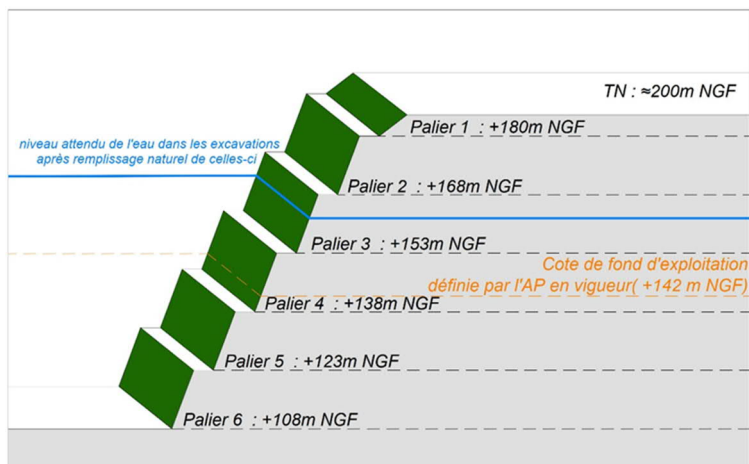 TN : ≈200m NGF
Palier 1 : +180m NGF
niveau attendu de l'eau dans les excavations
après remplissage naturel de celles-ci
Palier 2 : +168m NGF
Palier 3 : +153m NGF
Cote de fond d'exploitation
définie par l'AP en vigueur( +142 m NGF)
Palier 4 : +138m NGF
Palier 5 : +123m NGF
Palier 6 : +108m NGF